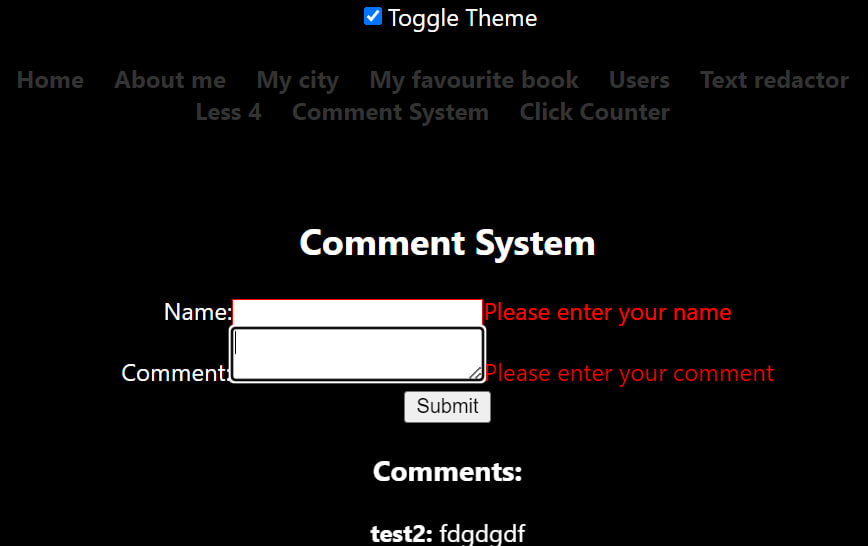 Toggle Theme
Home About me My city My favourite book Users Text redactor
Less 4 Comment System Click Counter
Comment System
Name: Please enter your name
Comment: Please enter your comment
Submit
Comments:
test2: fdgdgdf